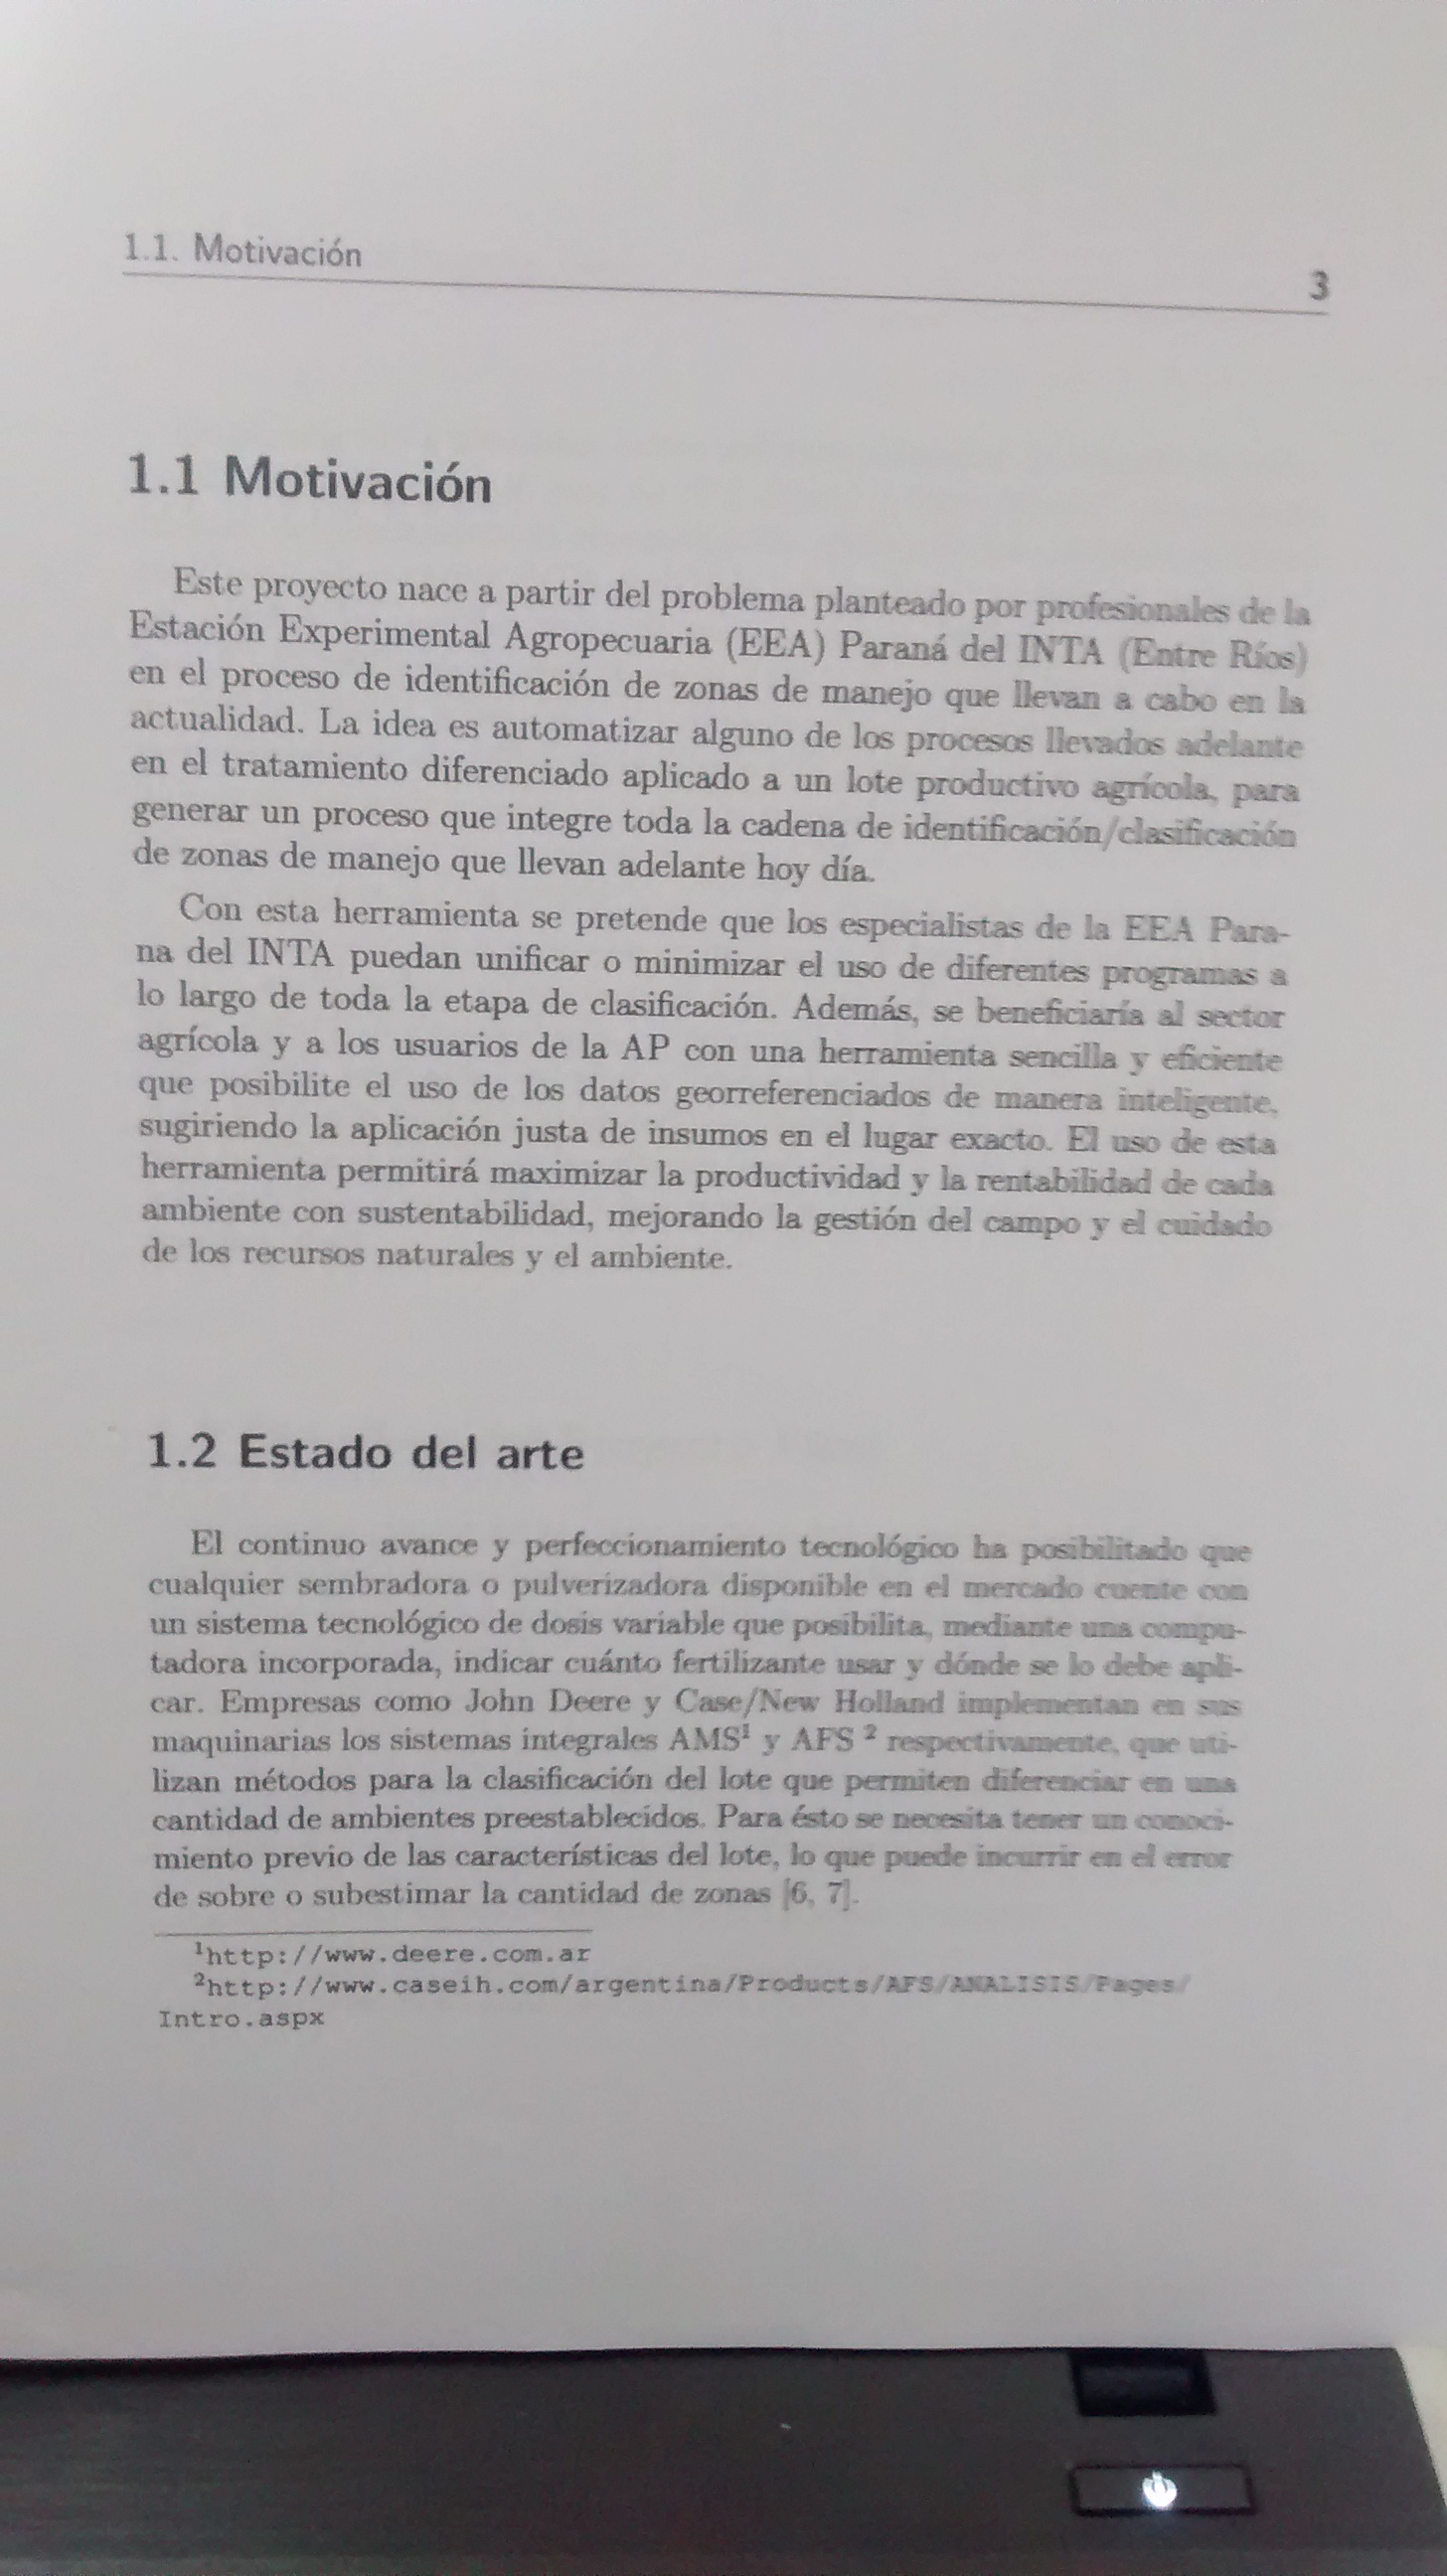 1.1. Motivación
3
1.1 Motivación
Este proyecto nace a partir del problema planteado por profesionales de la
Estación Experimental Agropecuaria (EEA) Paraná del INTA (Entre Ríos)
en el proceso de identificación de zonas de manejo que llevan a cabo en la
actualidad. La idea es automatizar alguno de los procesos llevados adelante
en el tratamiento diferenciado aplicado a un lote productivo agrícola, para
generar un proceso que integre toda la cadena de identificación/clasificación
de zonas de manejo que llevan adelante hoy día.
Con esta herramienta se pretende que los especialistas de la EEA Para-
na del INTA puedan unificar o minimizar el uso de diferentes programas a
lo largo de toda la etapa de clasificación. Además, se beneficiaría al sector
agrícola y a los usuarios de la AP con una herramienta sencilla y eficiente
que posibilite el uso de los datos georreferenciados de manera inteligente,
sugiriendo la aplicación justa de insumos en el lugar exacto. El uso de esta
herramienta permitirá maximizar la productividad y la rentabilidad de cada
ambiente con sustentabilidad, mejorando la gestión del campo y el cuidado
de los recursos naturales y el ambiente.
1.2 Estado del arte
El continuo avance y perfeccionamiento tecnológico ha posibilitado que
cualquier sembradora o pulverizadora disponible en el mercado cuente con
un sistema tecnológico de dosis variable que posibilita, mediante una compu-
tadora incorporada, indicar cuánto fertilizante usar y dónde se lo debe apli-
car. Empresas como John Deere y Case/New Holland implementan en sus
maquinarias los sistemas integrales AMS¹ y AFS ² respectivamente, que uti-
lizan métodos para la clasificación del lote que permiten diferenciar en una
cantidad de ambientes preestablecidos. Para ésto se necesita tener un conoci-
miento previo de las características del lote, lo que puede incurrir en el error
de sobre o subestimar la cantidad de zonas [6, 7].
¹http://www.deere.com.ar
²http://www.caseih.com/argentina/Products/AFS/ANALISIS/Pages/
Intro.aspx